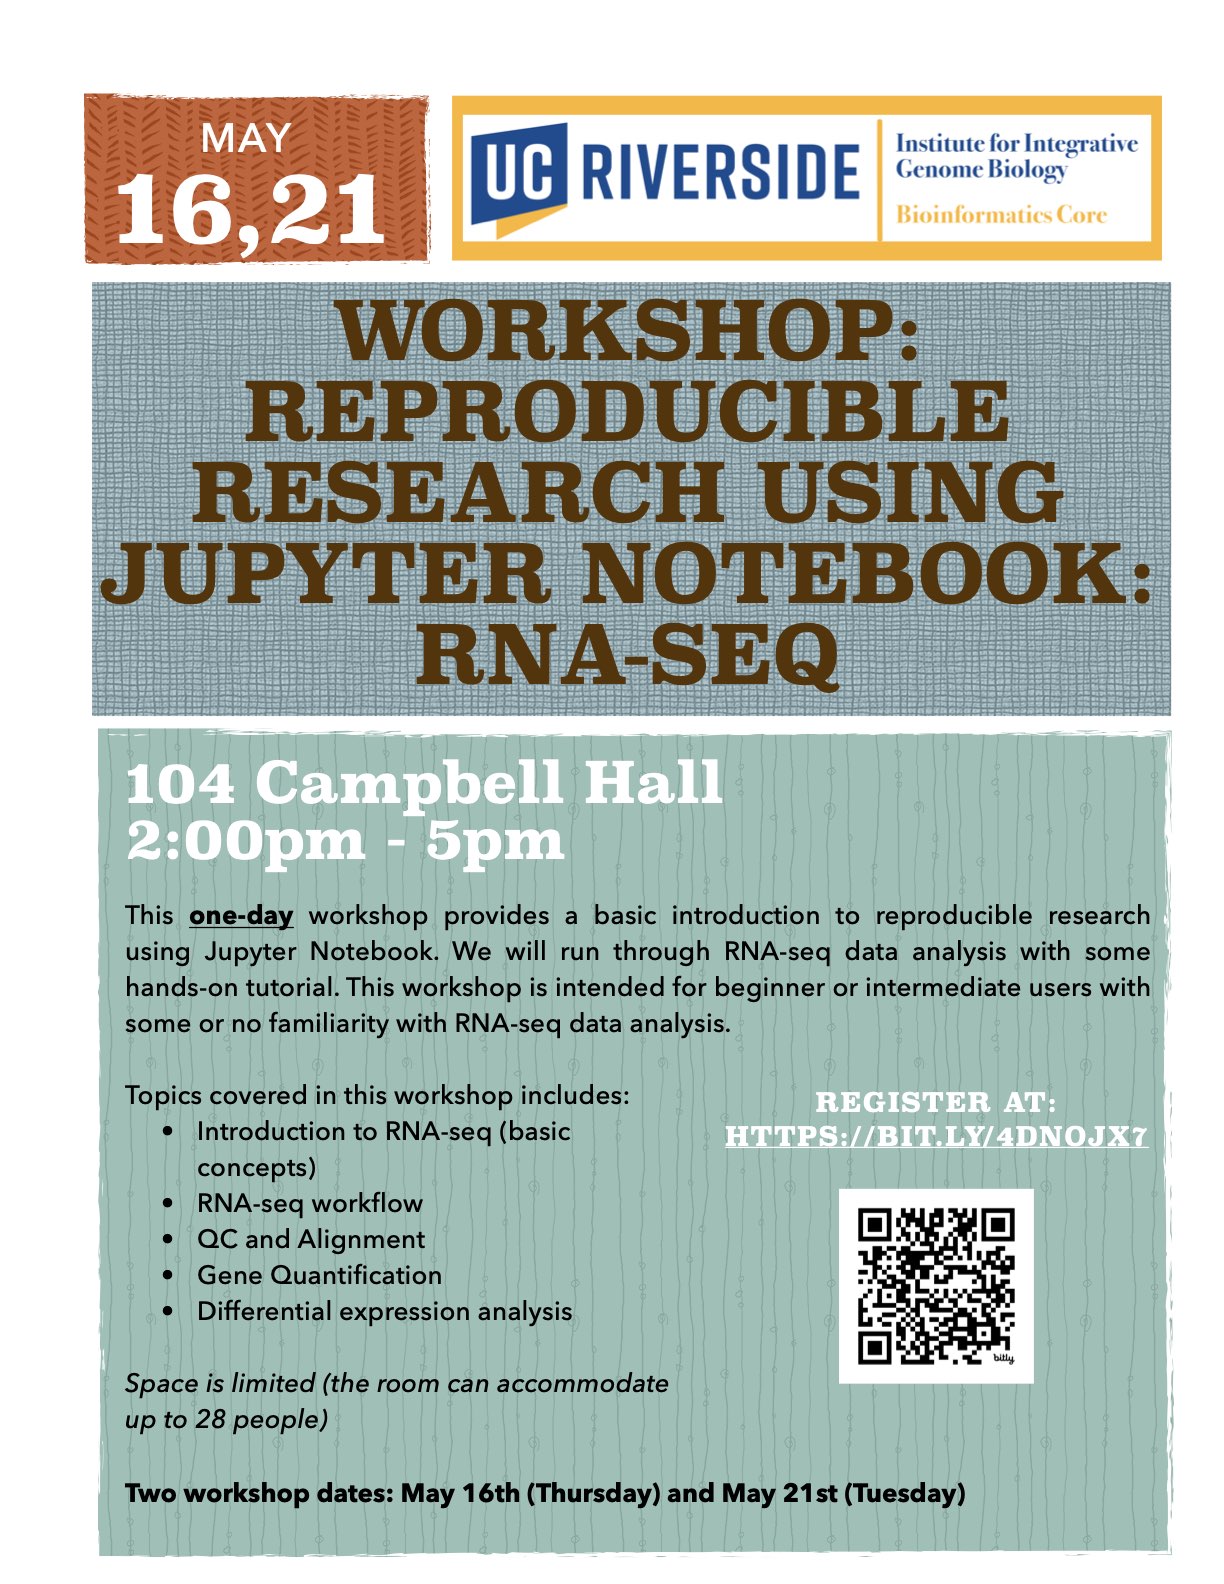 MAY
16,21
UC RIVERSIDE
Institute for Integrative
Genome Biology
Bioinformatics Core
WORKSHOP:
REPRODUCIBLE
RESEARCH USING
JUPYTER NOTEBOOK:
RNA-SEQ
104 Campbell Hall
2:00pm - 5pm
This one-day workshop provides a basic introduction to reproducible research
using Jupyter Notebook. We will run through RNA-seq data analysis with some
hands-on tutorial. This workshop is intended for beginner or intermediate users with
some or no familiarity with RNA-seq data analysis.
Topics covered in this workshop includes:
• Introduction to RNA-seq (basic
concepts)
• RNA-seq workflow
• QC and Alignment
• Gene Quantification
• Differential expression analysis
Space is limited (the room can accommodate
up to 28 people)
REGISTER AT:
HTTPS://BIT.LY/4DNOJX7
bitly
Two workshop dates: May 16th (Thursday) and May 21st (Tuesday)